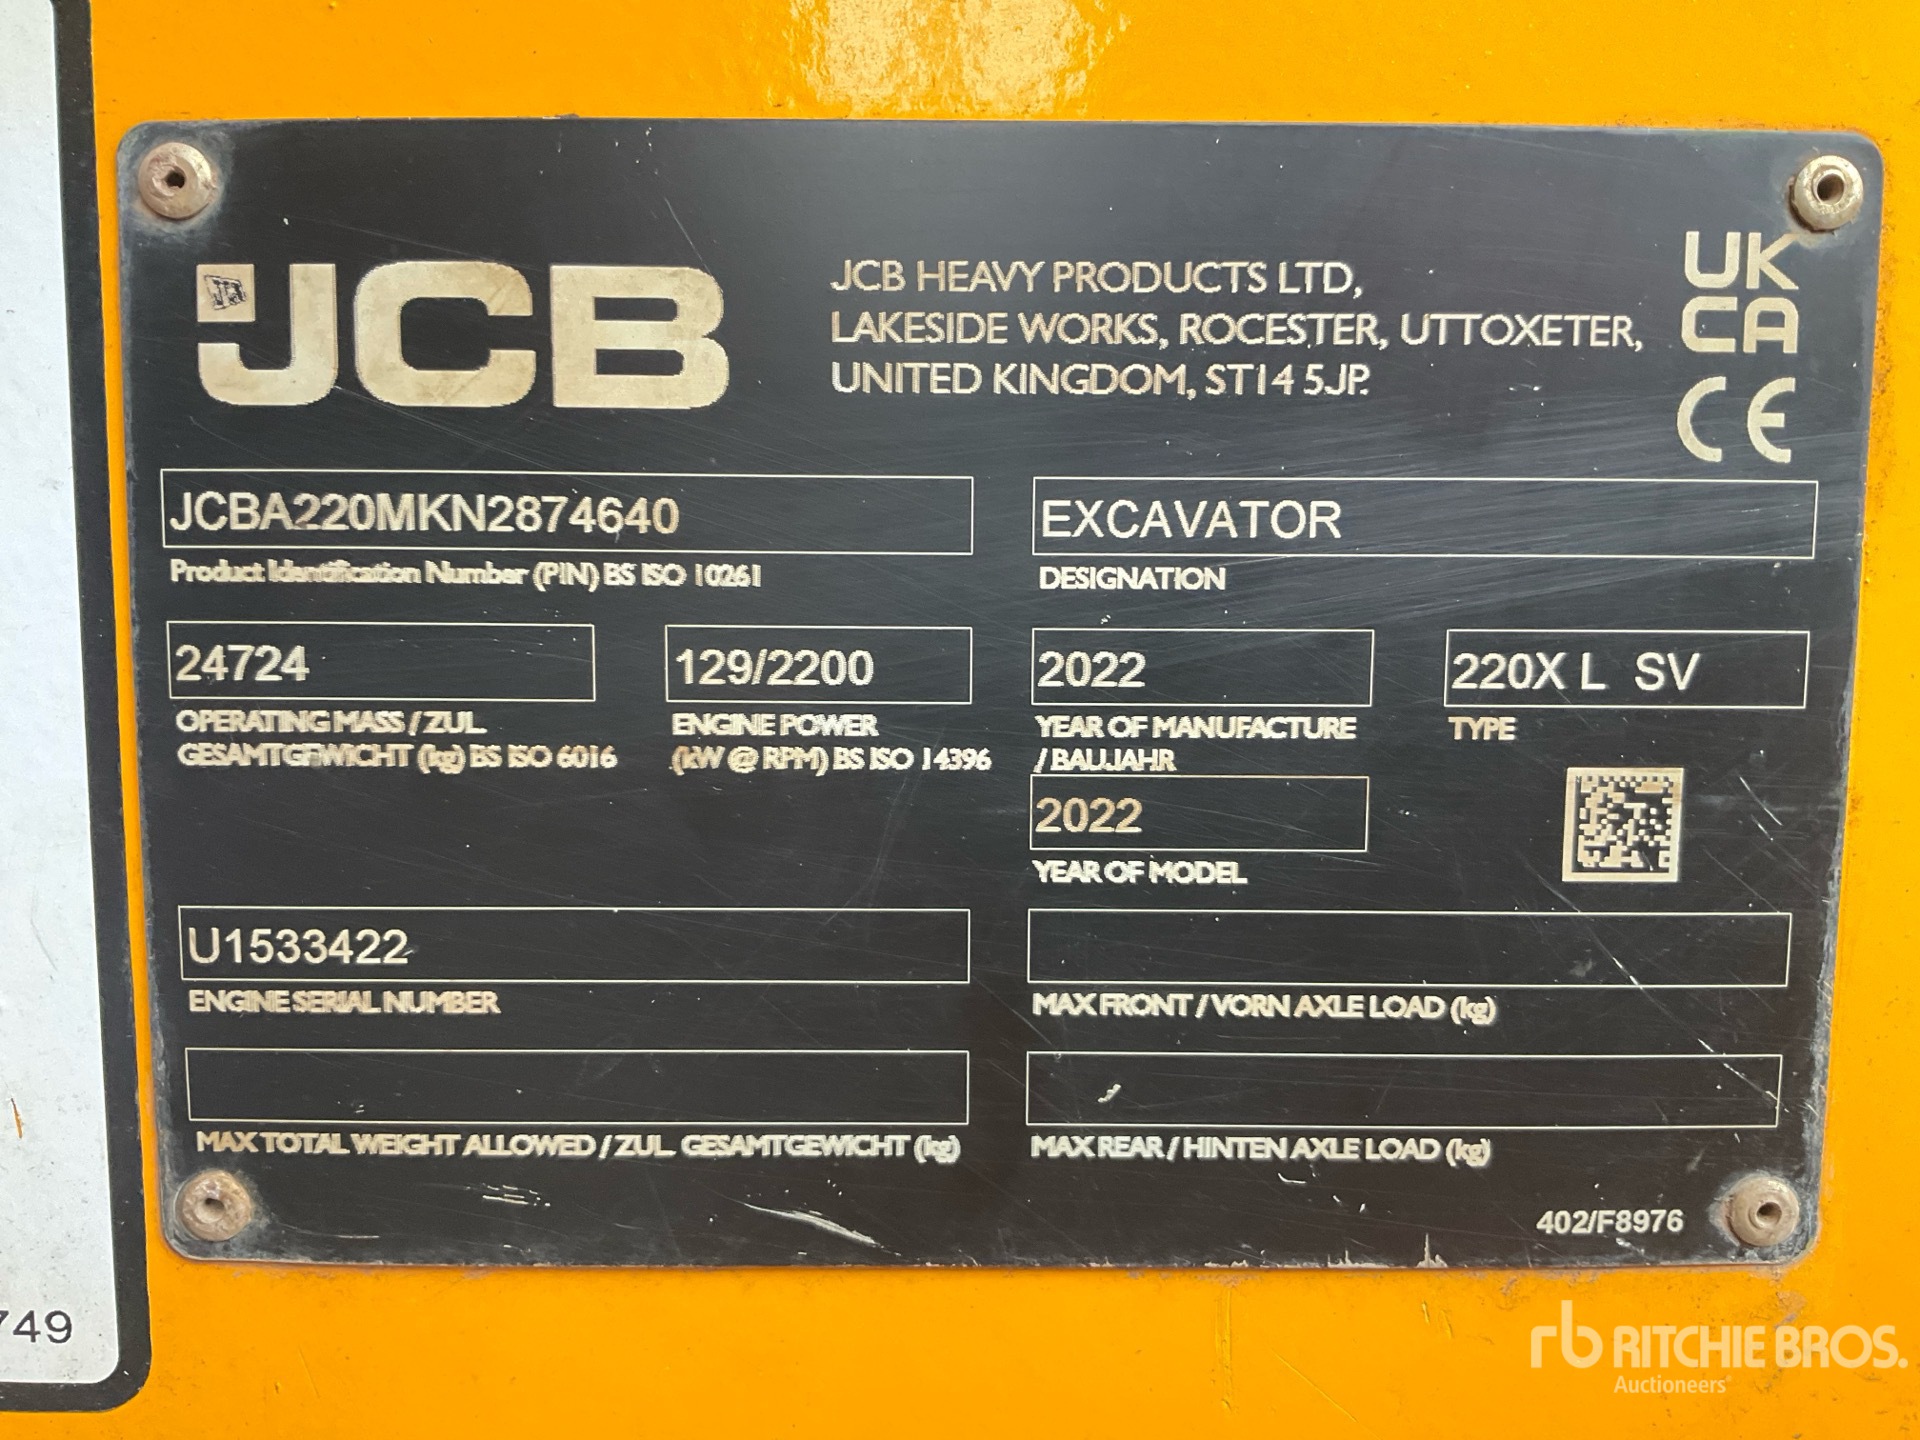 JCB
JCB HEAVY PRODUCTS LTD,
LAKESIDE WORKS, ROCESTER, UTTOXETER,
UNITED KINGDOM, ST14 5JP.
UK
CA
CE
JCBA220MKN2874640
Product Identification Number (PIN) BS ISO 10261
EXCAVATOR
DESIGNATION
24724
OPERATING MASS / ZUL.
GESAMTGEWICHT (kg) BS ISO 6016
129/2200
ENGINE POWER
(kW @ RPM) BS ISO 14396
2022
YEAR OF MANUFACTURE
/ BAUJAHR
220X L SV
TYPE
2022
YEAR OF MODEL
U1533422
ENGINE SERIAL NUMBER
MAX FRONT / VORN AXLE LOAD (kg)
MAX TOTAL WEIGHT ALLOWED / ZUL. GESAMTGEWICHT (kg)
MAX REAR / HINTEN AXLE LOAD (kg)
402/F8976
749
rb RITCHIE BROS.
Auctioneers